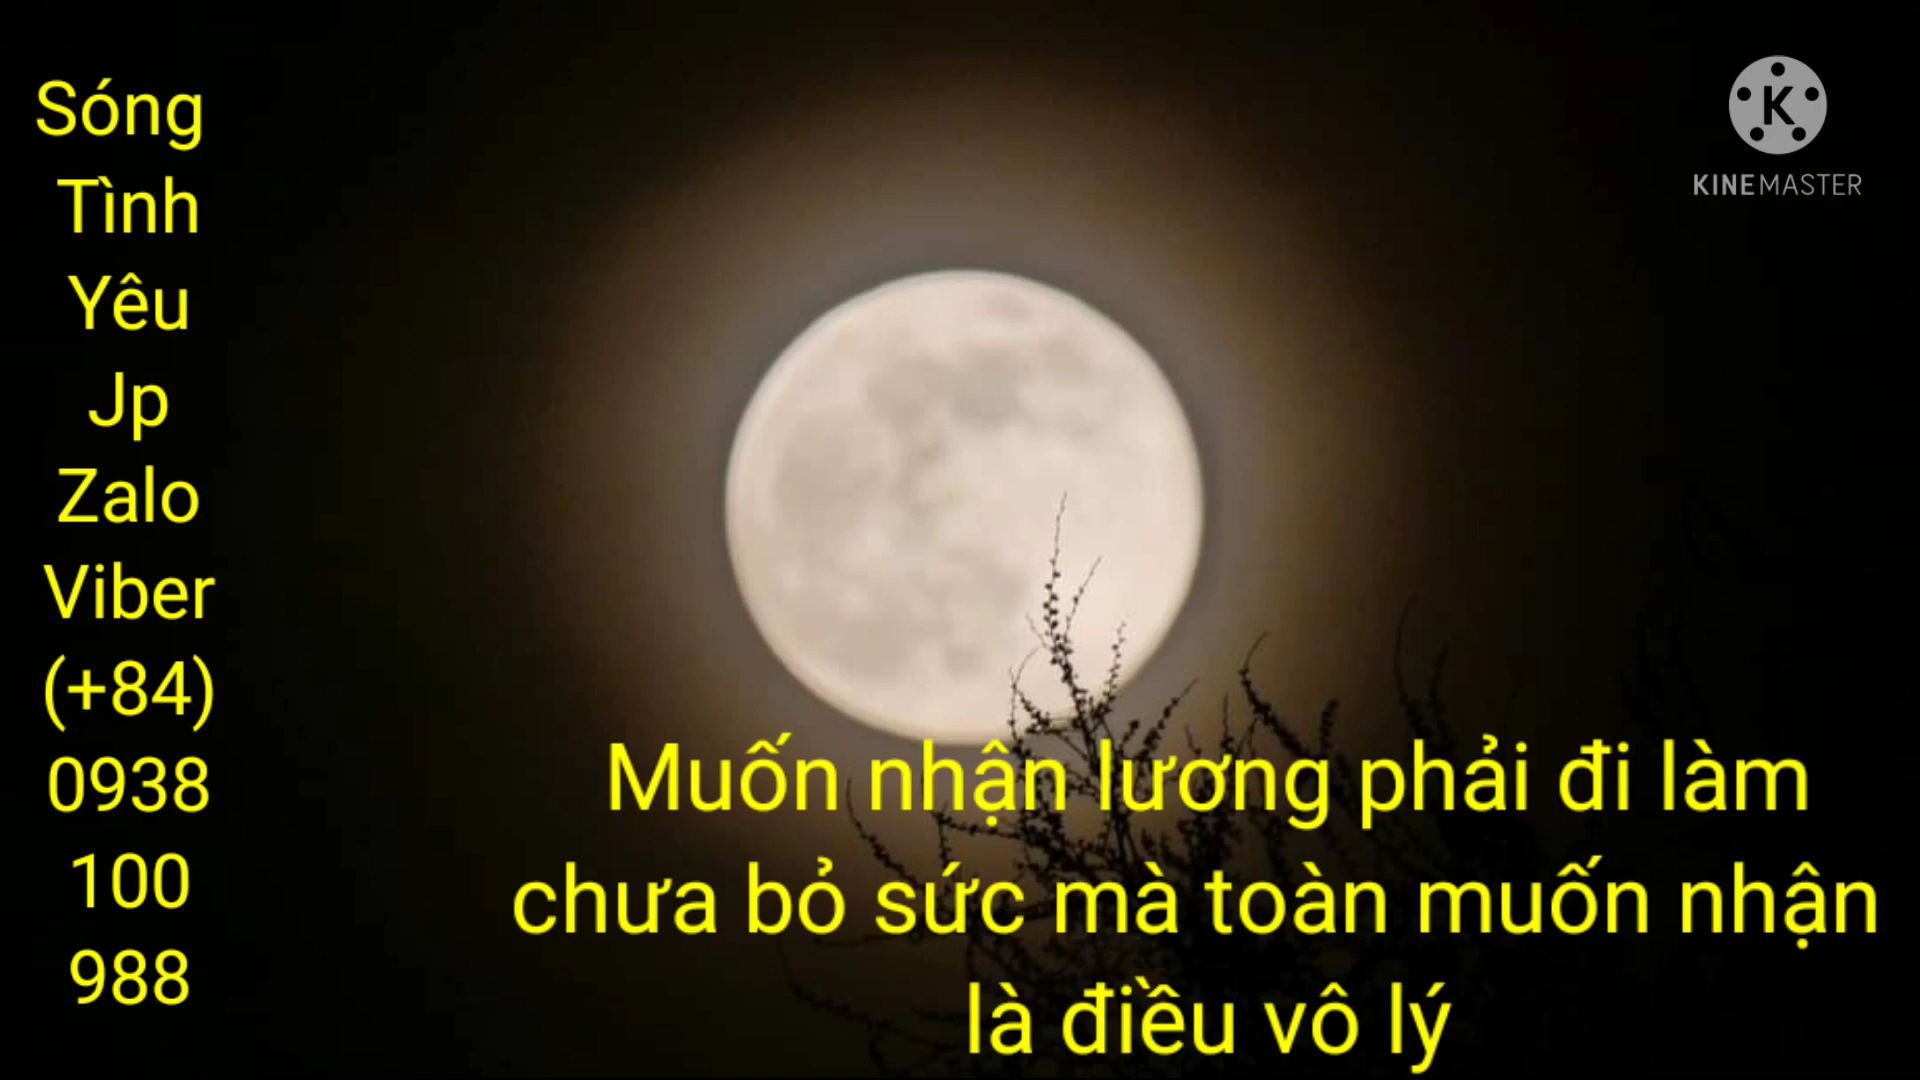 Sóng
Tình
Yêu
Jp
Zalo
Viber
(+84)
0938
100
988
K
KINEMASTER
Muốn nhận lương phải đi làm
chưa bỏ sức mà toàn muốn nhận
là điều vô lý